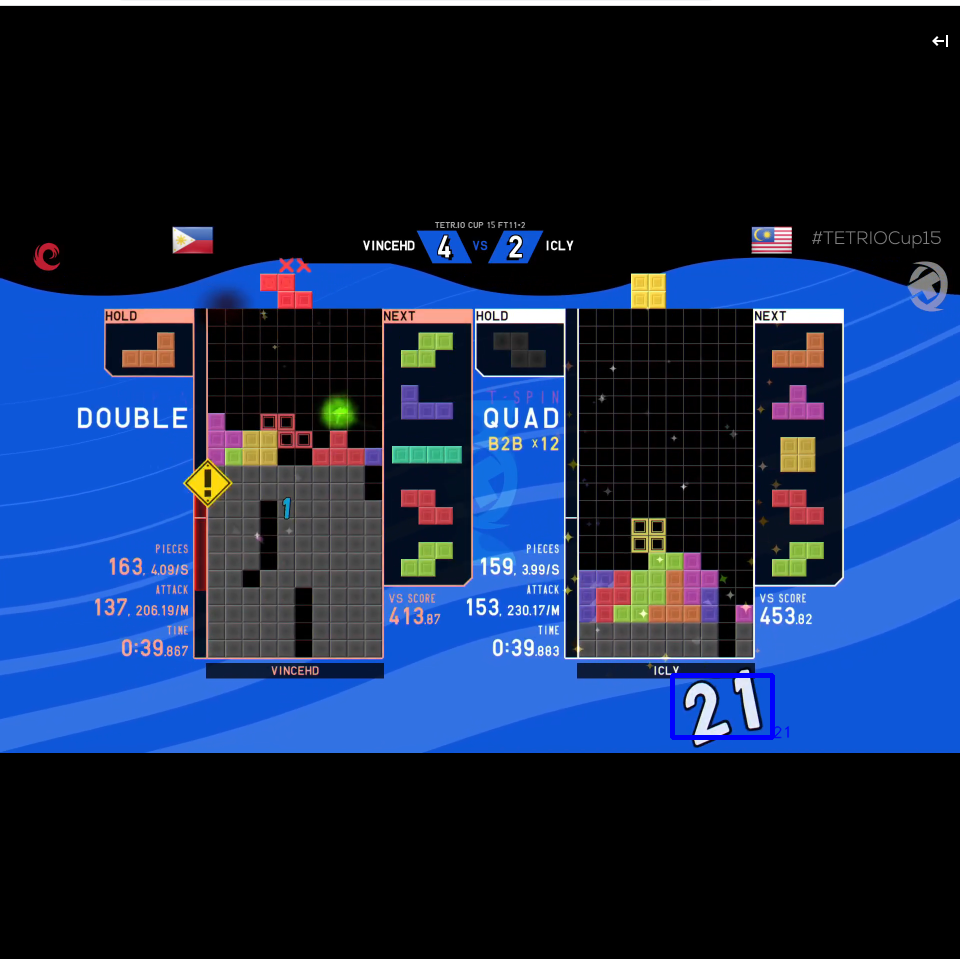 TETR.IO CUP 15 FT11·2
VINCEHD 4 VS 2 ICLY
#TETRIOCup15
HOLD
NEXT
HOLD
NEXT
DOUBLE
T-SPIN
QUAD
B2B ×12
!
1
PIECES
163, 4.09/S
ATTACK
137, 206.19/M
TIME
0:39.867
VS SCORE
413.87
PIECES
159, 3.99/S
ATTACK
153, 230.17/M
TIME
0:39.883
VS SCORE
453.82
VINCEHD
ICLY
21
21